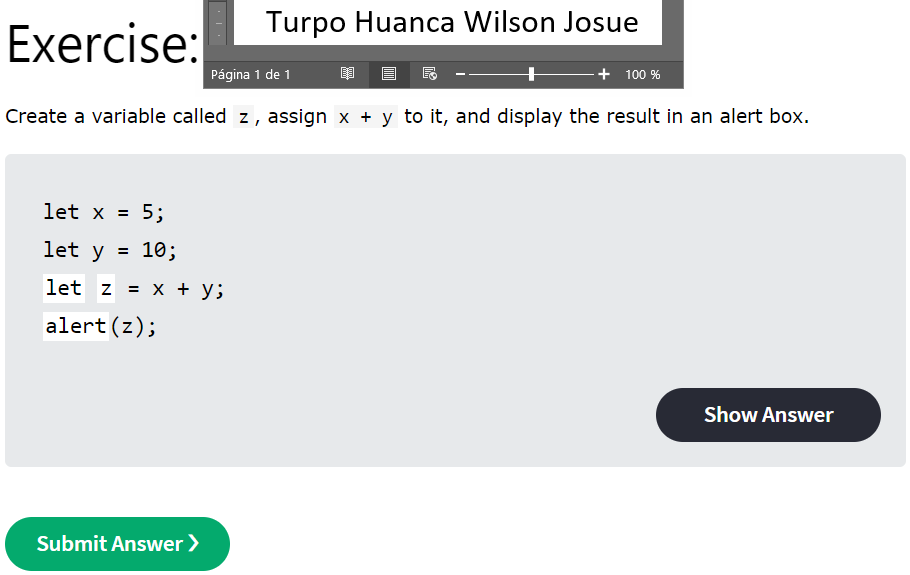 Turpo Huanca Wilson Josue
Exercise:
Página 1 de 1
100 %
Create a variable called z, assign x + y to it, and display the result in an alert box.
let x = 5;
let y = 10;
let z = x + y;
alert(z);
Show Answer
Submit Answer ❯